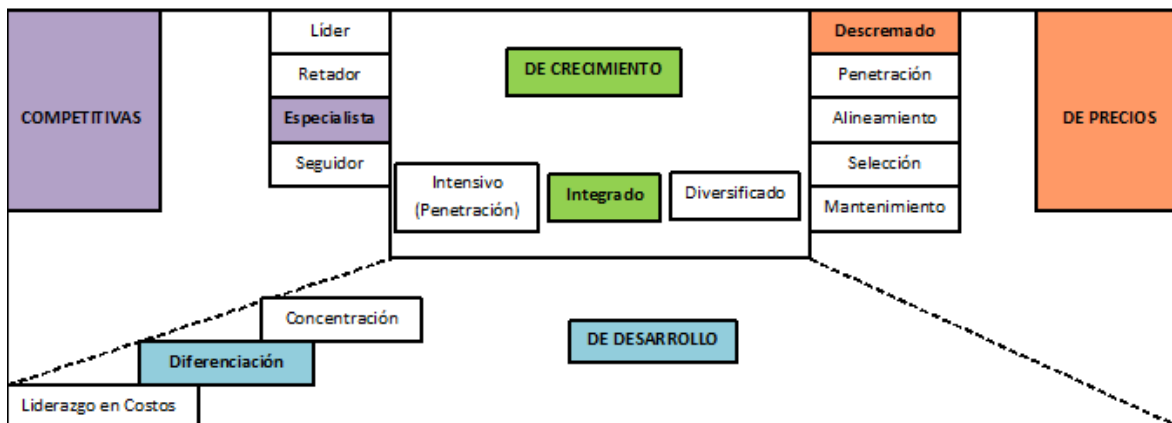 COMPETITIVAS
Líder
Retador
Especialista
Seguidor
DE CRECIMIENTO
Intensivo
(Penetración)
Integrado
Diversificado
Descremado
Penetración
Alineamiento
Selección
Mantenimiento
DE PRECIOS
Concentración
Diferenciación
Liderazgo en Costos
DE DESARROLLO